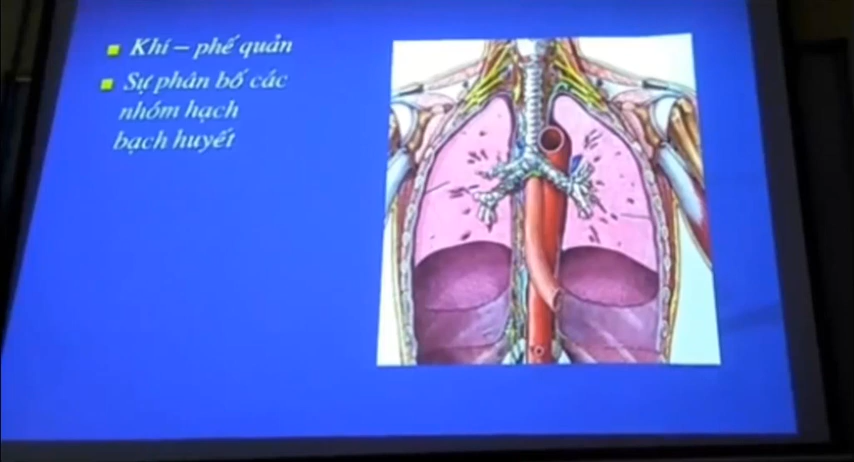 Khí – phế quản
Sự phân bố các
nhóm hạch
bạch huyết